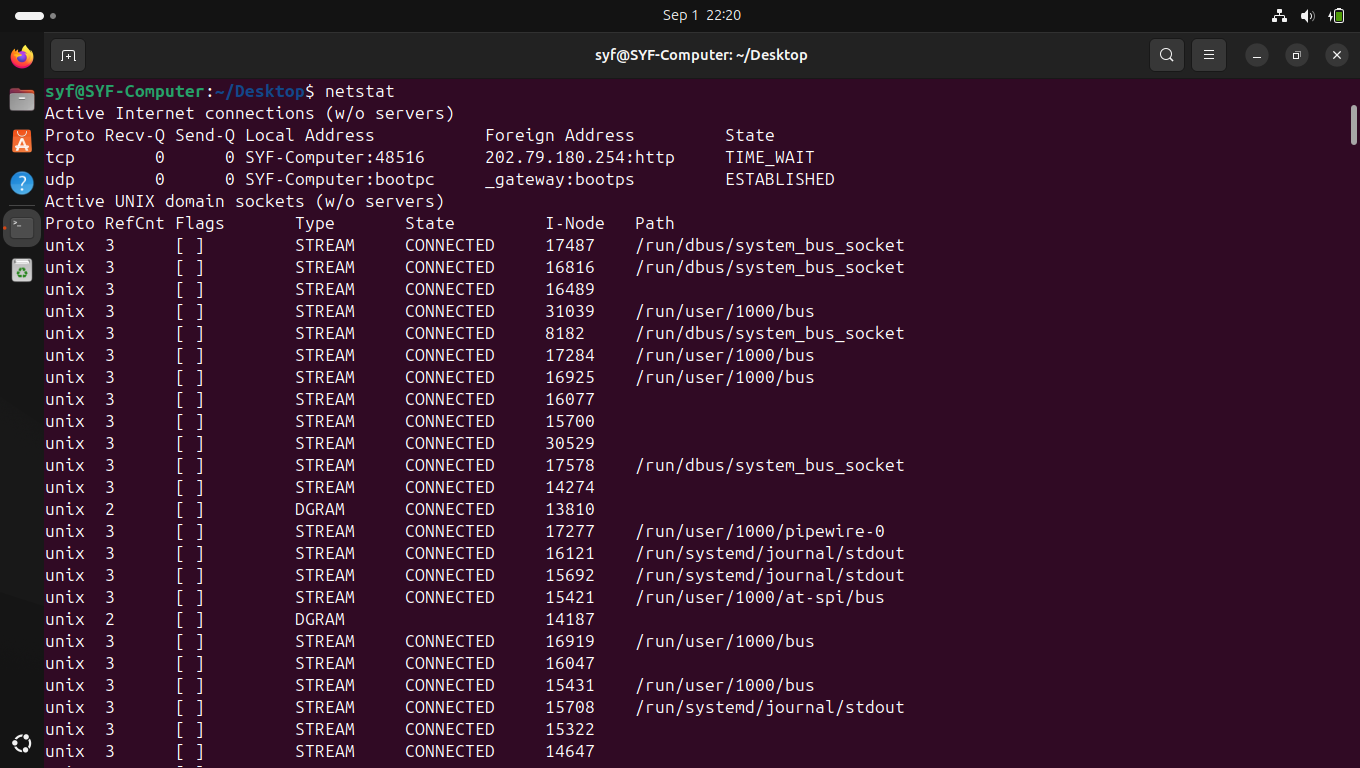 Sep 1  22:20
syf@SYF-Computer: ~/Desktop
syf@SYF-Computer:~/Desktop$ netstat
Active Internet connections (w/o servers)
Proto Recv-Q Send-Q Local Address           Foreign Address         State
tcp        0      0 SYF-Computer:48516      202.79.180.254:http     TIME_WAIT
udp        0      0 SYF-Computer:bootpc     _gateway:bootps         ESTABLISHED
Active UNIX domain sockets (w/o servers)
Proto RefCnt Flags       Type       State         I-Node   Path
unix  3      [ ]         STREAM     CONNECTED     17487    /run/dbus/system_bus_socket
unix  3      [ ]         STREAM     CONNECTED     16816    /run/dbus/system_bus_socket
unix  3      [ ]         STREAM     CONNECTED     16489
unix  3      [ ]         STREAM     CONNECTED     31039    /run/user/1000/bus
unix  3      [ ]         STREAM     CONNECTED     8182     /run/dbus/system_bus_socket
unix  3      [ ]         STREAM     CONNECTED     17284    /run/user/1000/bus
unix  3      [ ]         STREAM     CONNECTED     16925    /run/user/1000/bus
unix  3      [ ]         STREAM     CONNECTED     16077
unix  3      [ ]         STREAM     CONNECTED     15700
unix  3      [ ]         STREAM     CONNECTED     30529
unix  3      [ ]         STREAM     CONNECTED     17578    /run/dbus/system_bus_socket
unix  3      [ ]         STREAM     CONNECTED     14274
unix  2      [ ]         DGRAM      CONNECTED     13810
unix  3      [ ]         STREAM     CONNECTED     17277    /run/user/1000/pipewire-0
unix  3      [ ]         STREAM     CONNECTED     16121    /run/systemd/journal/stdout
unix  3      [ ]         STREAM     CONNECTED     15692    /run/systemd/journal/stdout
unix  3      [ ]         STREAM     CONNECTED     15421    /run/user/1000/at-spi/bus
unix  2      [ ]         DGRAM                    14187
unix  3      [ ]         STREAM     CONNECTED     16919    /run/user/1000/bus
unix  3      [ ]         STREAM     CONNECTED     16047
unix  3      [ ]         STREAM     CONNECTED     15431    /run/user/1000/bus
unix  3      [ ]         STREAM     CONNECTED     15708    /run/systemd/journal/stdout
unix  3      [ ]         STREAM     CONNECTED     15322
unix  3      [ ]         STREAM     CONNECTED     14647